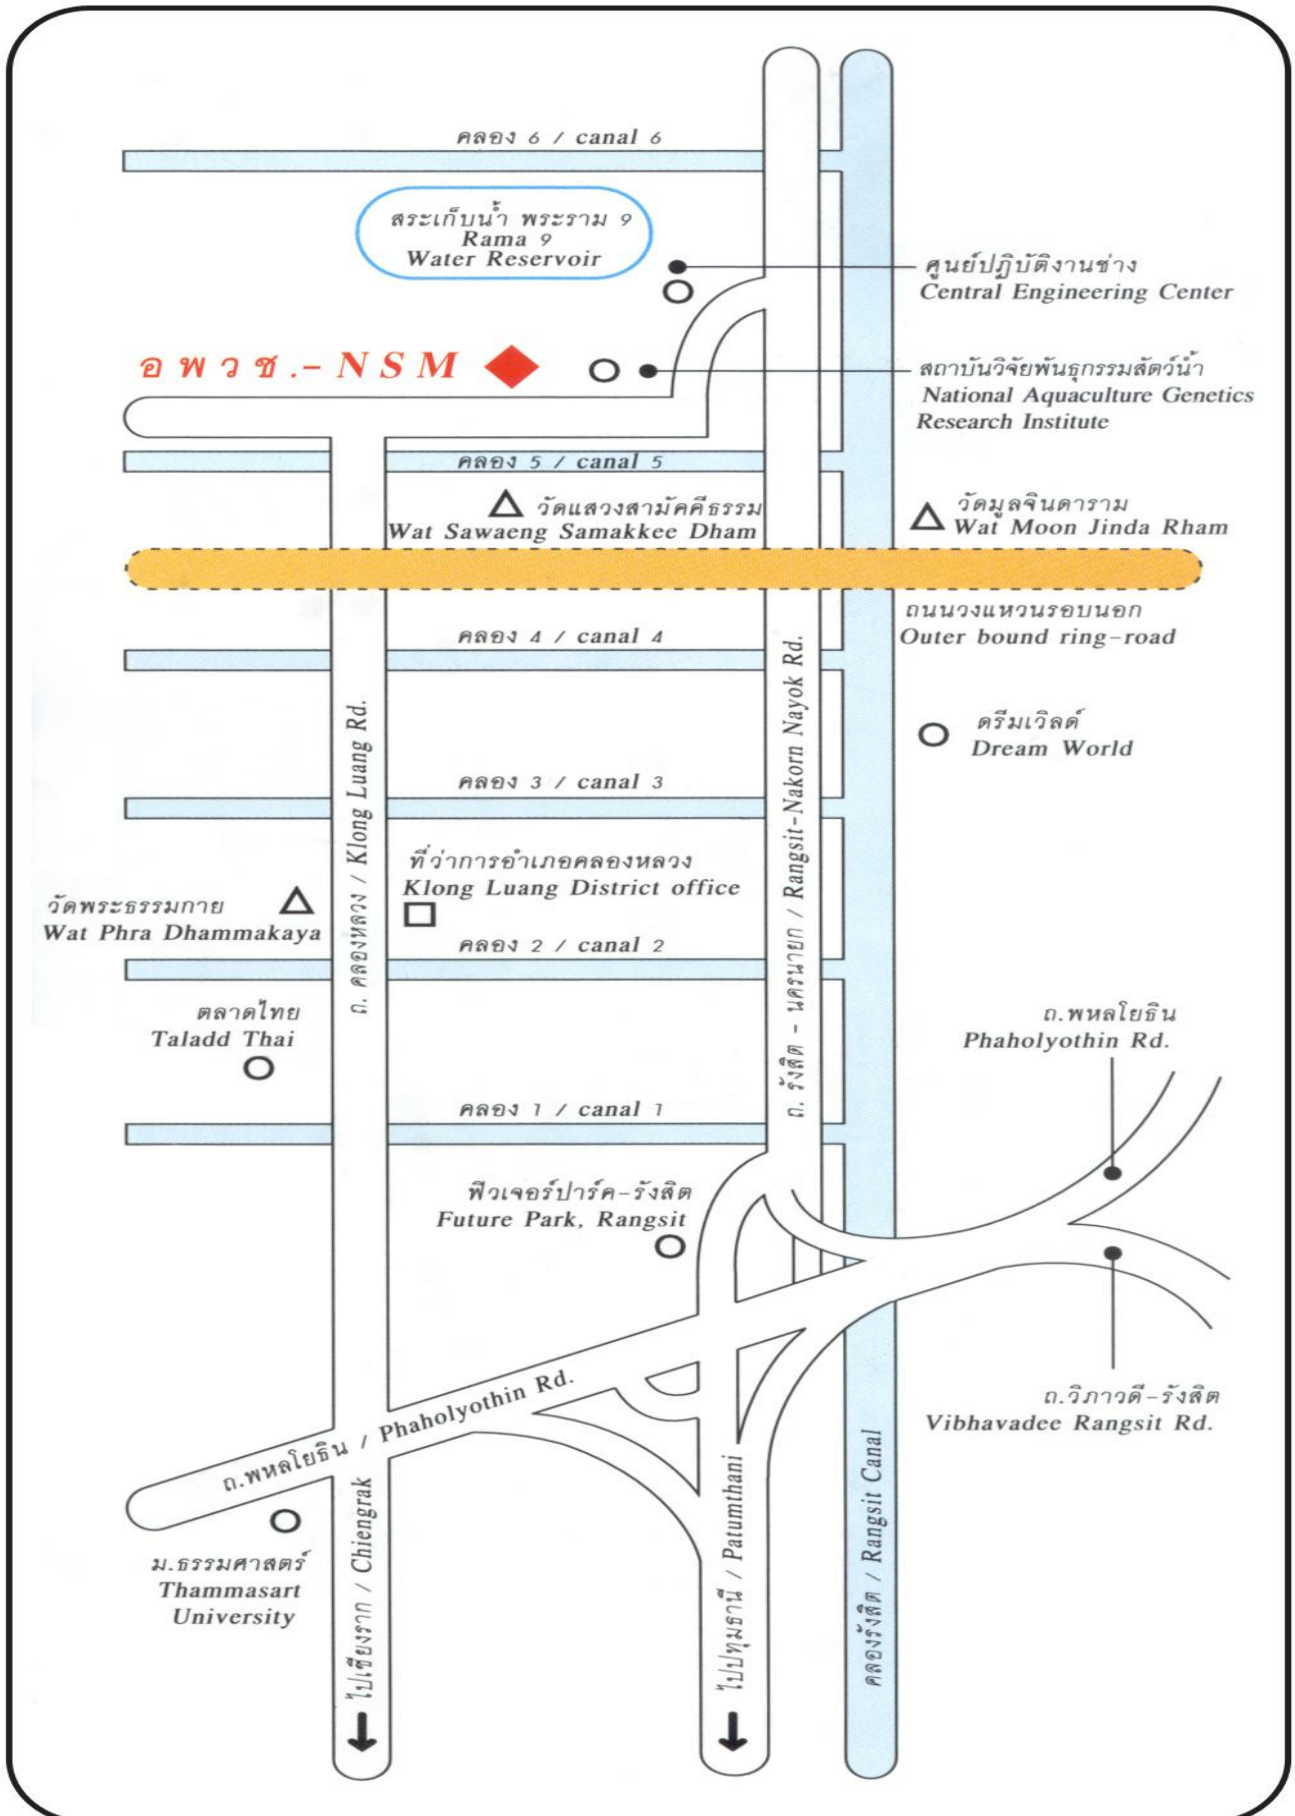 คลอง 6 / canal 6
สระเก็บน้ำ พระราม 9
Rama 9
Water Reservoir
ศูนย์ปฏิบัติงานช่าง
Central Engineering Center
อพวช.-NSM
สถาบันวิจัยพันธุกรรมสัตว์น้ำ
National Aquaculture Genetics
Research Institute
คลอง 5 / canal 5
วัดแสวงสามัคคีธรรม
Wat Sawaeng Samakkee Dham
วัดมูลจินดาราม
Wat Moon Jinda Rham
ถนนวงแหวนรอบนอก
Outer bound ring-road
คลอง 4 / canal 4
ถ. คลองหลวง / Klong Luang Rd.
ถ. รังสิต - นครนายก / Rangsit-Nakorn Nayok Rd.
ดรีมเวิลด์
Dream World
คลอง 3 / canal 3
ที่ว่าการอำเภอคลองหลวง
Klong Luang District office
วัดพระธรรมกาย
Wat Phra Dhammakaya
คลอง 2 / canal 2
ตลาดไทย
Taladd Thai
ถ.พหลโยธิน
Phaholyothin Rd.
คลอง 1 / canal 1
ฟิวเจอร์ปาร์ค-รังสิต
Future Park, Rangsit
ถ.พหลโยธิน / Phaholyothin Rd.
ถ.วิภาวดี-รังสิต
Vibhavadee Rangsit Rd.
ม.ธรรมศาสตร์
Thammasart
University
ไปเชียงราก / Chiengrak
ไปปทุมธานี / Patumthani
คลองรังสิต / Rangsit Canal